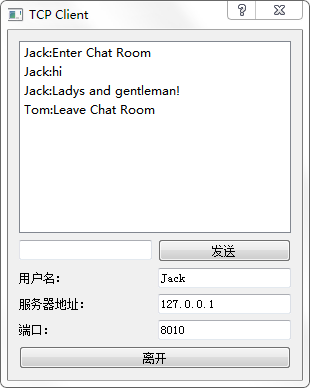 TCP Client
Jack:Enter Chat Room
Jack:hi
Jack:Ladys and gentleman!
Tom:Leave Chat Room
发送
用户名: Jack
服务器地址: 127.0.0.1
端口: 8010
离开